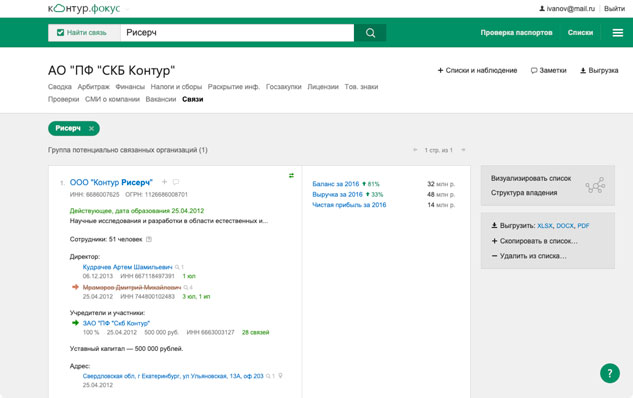 контур.фокус
ivanov@mail.ru Выйти
Найти связь Рисерч
Проверка паспортов Списки
АО "ПФ "СКБ Контур"
Списки и наблюдение Заметки Выгрузка
Сводка Арбитраж Финансы Налоги и сборы Раскрытие инф. Госзакупки Лицензии Тов. знаки
Проверки СМИ о компании Вакансии Связи
Рисерч ×
Группа потенциально связанных организаций (1)
1 стр. из 1
1. ООО "Контур Рисерч"
ИНН: 6686007625 ОГРН: 1126686008701
Действующее, дата образования 25.04.2012
Научные исследования и разработки в области естественных и...
Сотрудники: 51 человек
Директор:
Кудрачев Артем Шамильевич 1
06.12.2013 ИНН 667118497391 1 юл
Мраморов Дмитрий Михайлович 4
25.04.2012 ИНН 744800102483 3 юл, 1 ип
Учредители и участники:
ЗАО "ПФ "Скб Контур"
100 % 25.04.2012 500 000 руб. ИНН 6663003127 28 связей
Уставный капитал — 500 000 рублей.
Адрес:
Свердловская обл, г Екатеринбург, ул Ульяновская, 13А, оф 203 1
25.04.2012
Баланс за 2016 81% 32 млн р.
Выручка за 2016 33% 48 млн р.
Чистая прибыль за 2016 14 млн р.
Визуализировать список
Структура владения
Выгрузить: XLSX, DOCX, PDF
Скопировать в список...
Удалить из списка...
?